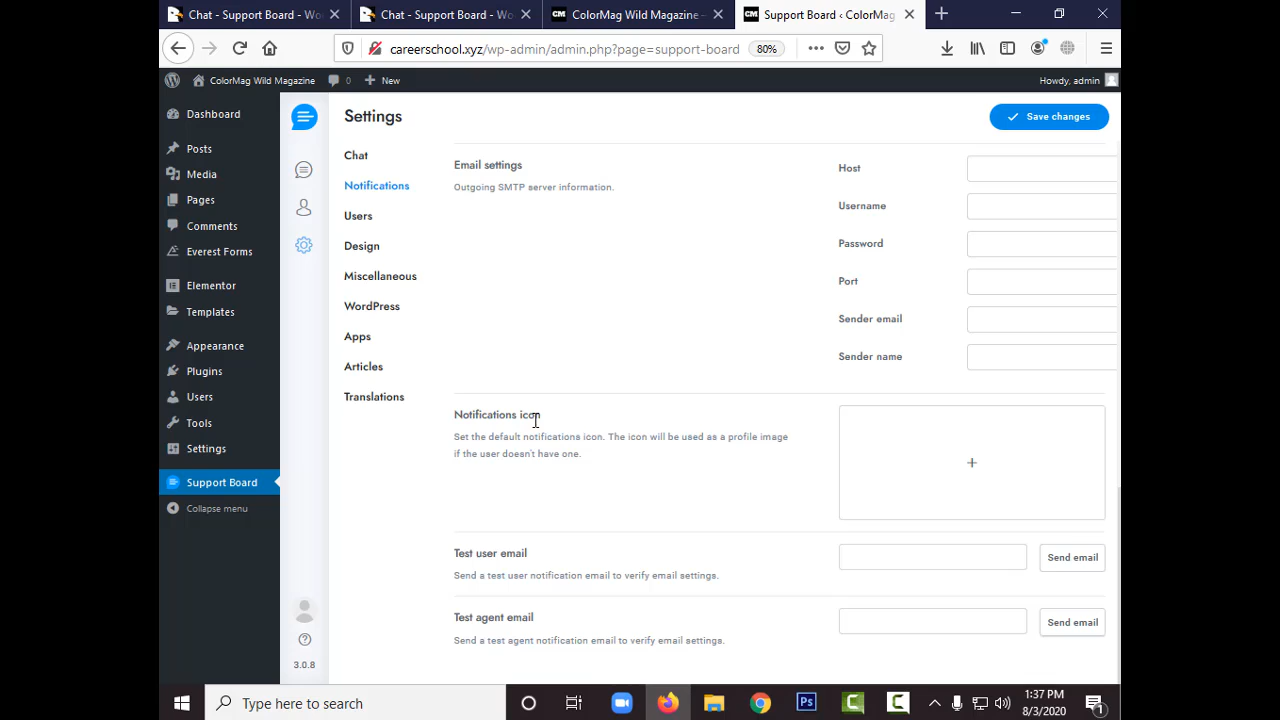 Chat - Support Board - Wo
Chat - Support Board - W
CM ColorMag Wild Magazine –
CM Support Board ‹ ColorMag
careerschool.xyz/wp-admin/admin.php?page=support-board 80%
ColorMag Wild Magazine 0 New Howdy, admin
Dashboard
Posts
Media
Pages
Comments
Everest Forms
Elementor
Templates
Appearance
Plugins
Users
Tools
Settings
Support Board
Collapse menu
3.0.8
Settings
Save changes
Chat
Notifications
Users
Design
Miscellaneous
WordPress
Apps
Articles
Translations
Email settings
Outgoing SMTP server information.
Host
Username
Password
Port
Sender email
Sender name
Notifications icon
Set the default notifications icon. The icon will be used as a profile image
if the user doesn't have one.
Test user email
Send a test user notification email to verify email settings.
Send email
Test agent email
Send a test agent notification email to verify email settings.
Send email
Type here to search
Ps
1:37 PM
8/3/2020
1